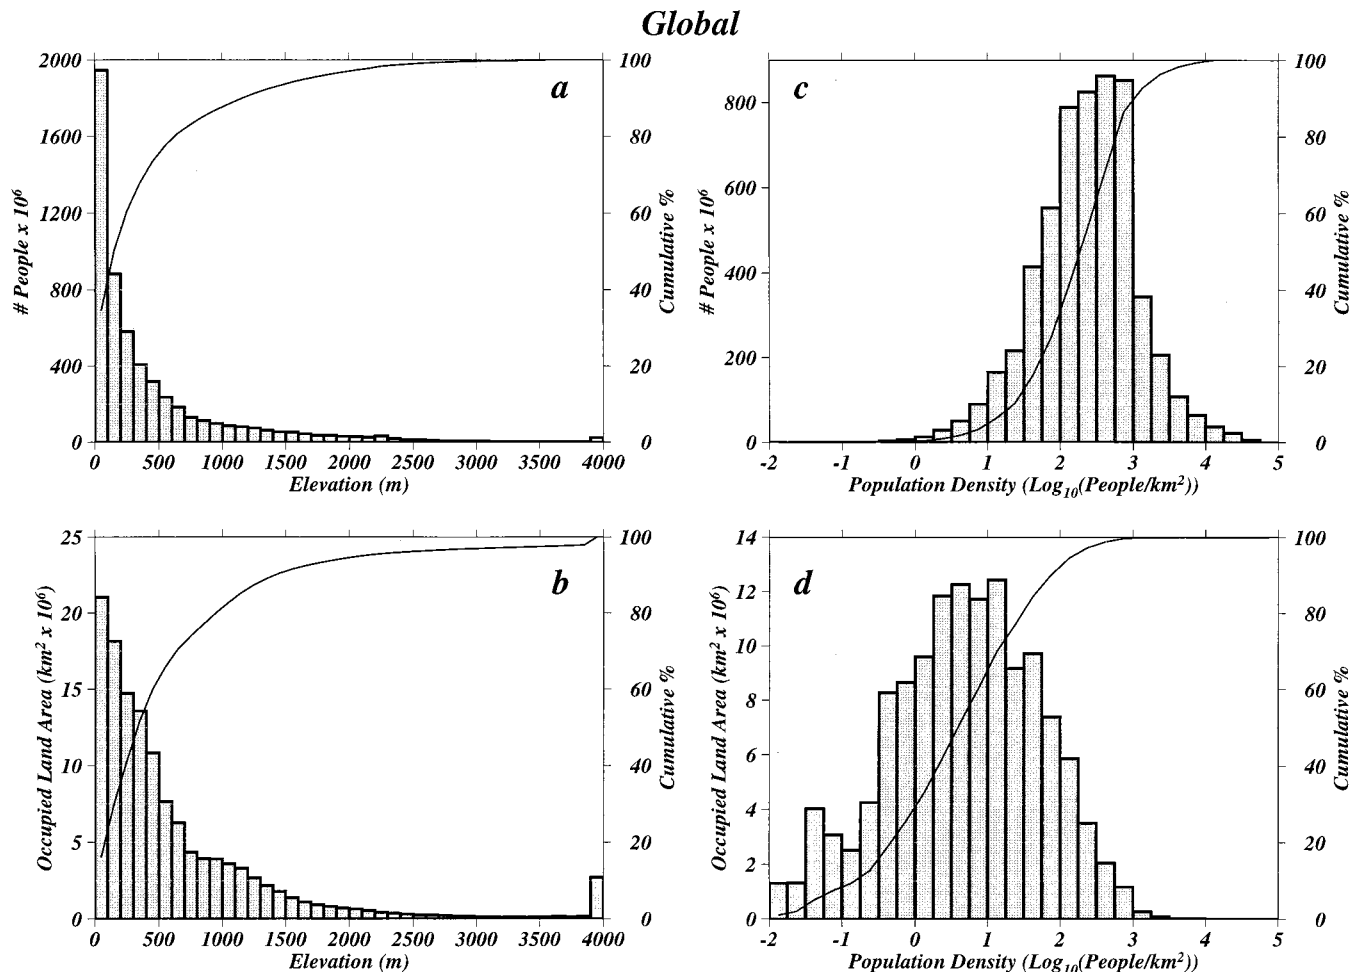 Global
a
2000
1600
1200
800
400
0
# People x 10⁶
100
80
60
40
20
0
Cumulative %
0 500 1000 1500 2000 2500 3000 3500 4000
Elevation (m)
c
800
600
400
200
0
# People x 10⁶
100
80
60
40
20
0
Cumulative %
-2 -1 0 1 2 3 4 5
Population Density (Log₁₀(People/km²))
b
25
20
15
10
5
0
Occupied Land Area (km² x 10⁶)
100
80
60
40
20
0
Cumulative %
0 500 1000 1500 2000 2500 3000 3500 4000
Elevation (m)
d
14
12
10
8
6
4
2
0
Occupied Land Area (km² x 10⁶)
100
80
60
40
20
0
Cumulative %
-2 -1 0 1 2 3 4 5
Population Density (Log₁₀(People/km²))